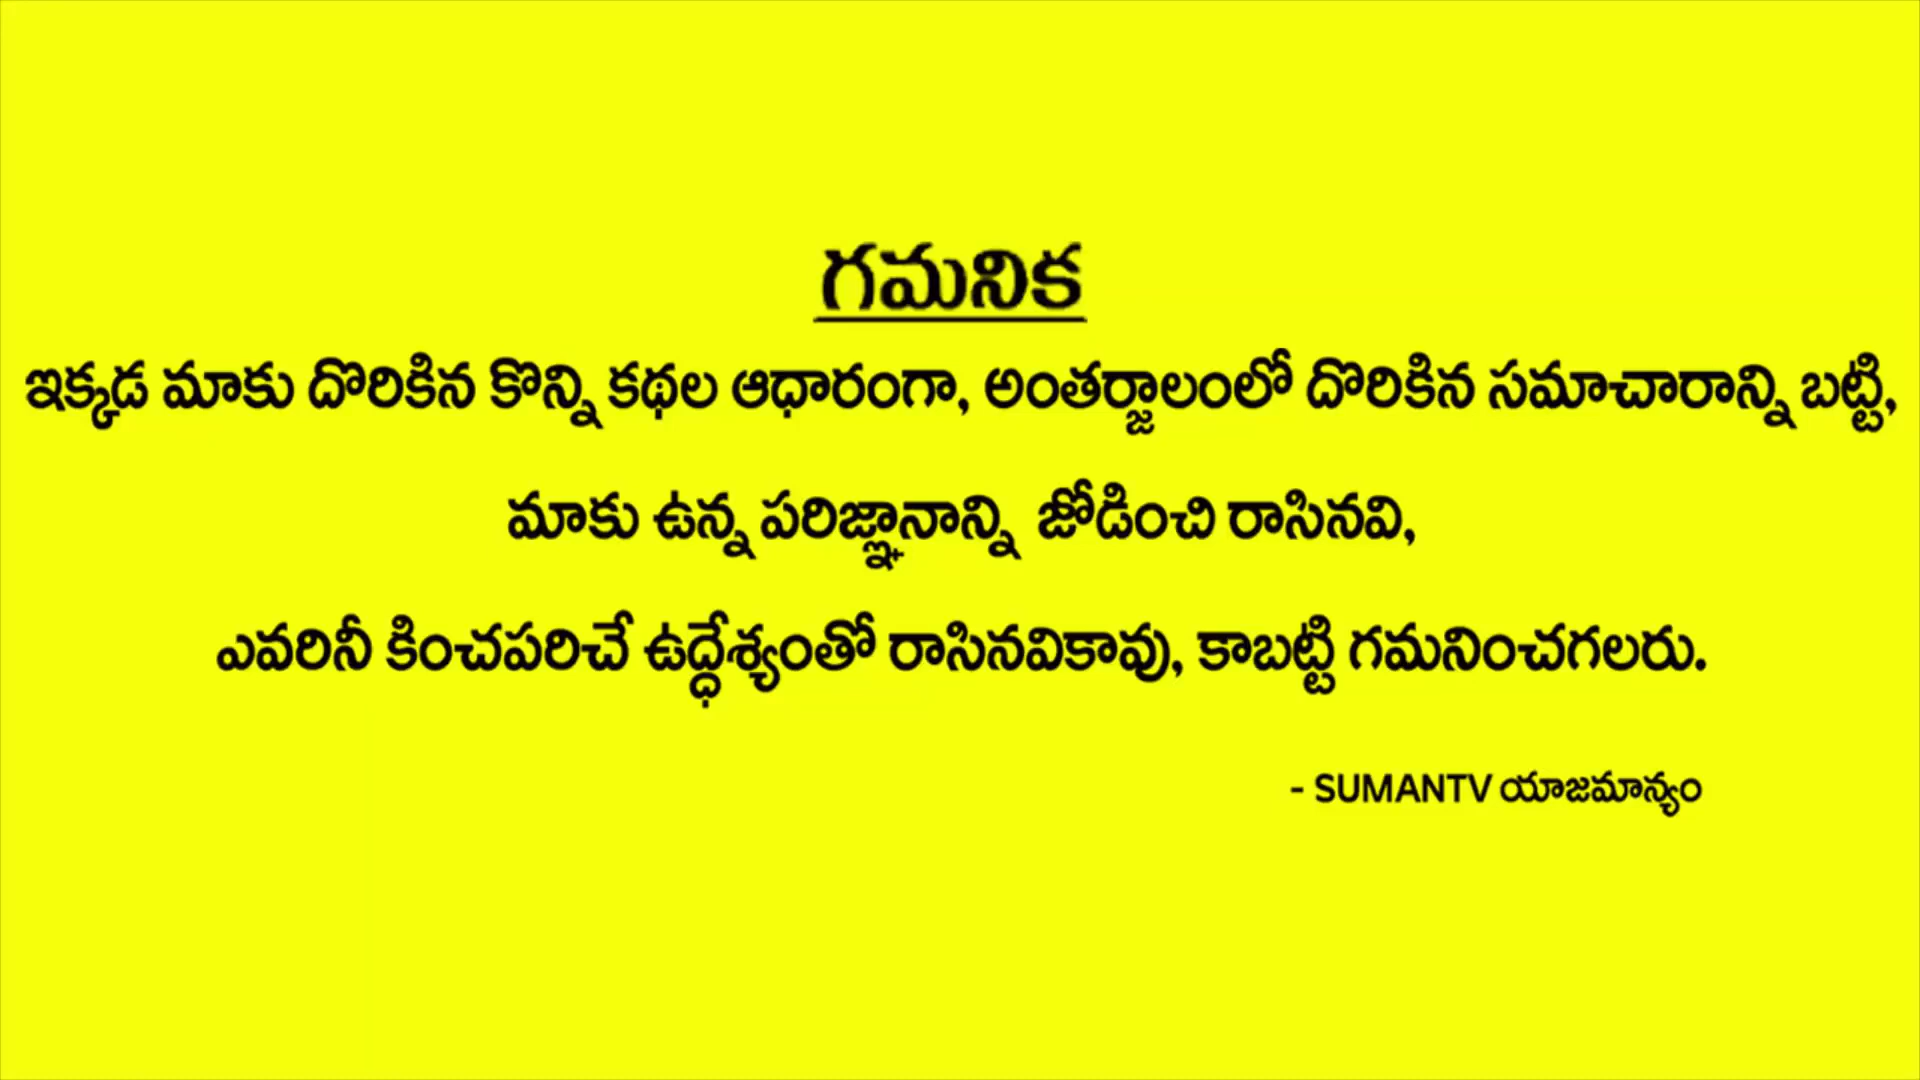 గమనిక
ఇక్కడ మాకు దొరికిన కొన్ని కథల ఆధారంగా, అంతర్జాలంలో దొరికిన సమాచారాన్ని బట్టి,
మాకు ఉన్న పరిజ్ఞానాన్ని జోడించి రాసినవి,
ఎవరినీ కించపరిచే ఉద్ధేశ్యంతో రాసినవికావు, కాబట్టి గమనించగలరు.
- SUMANTV యాజమాన్యం